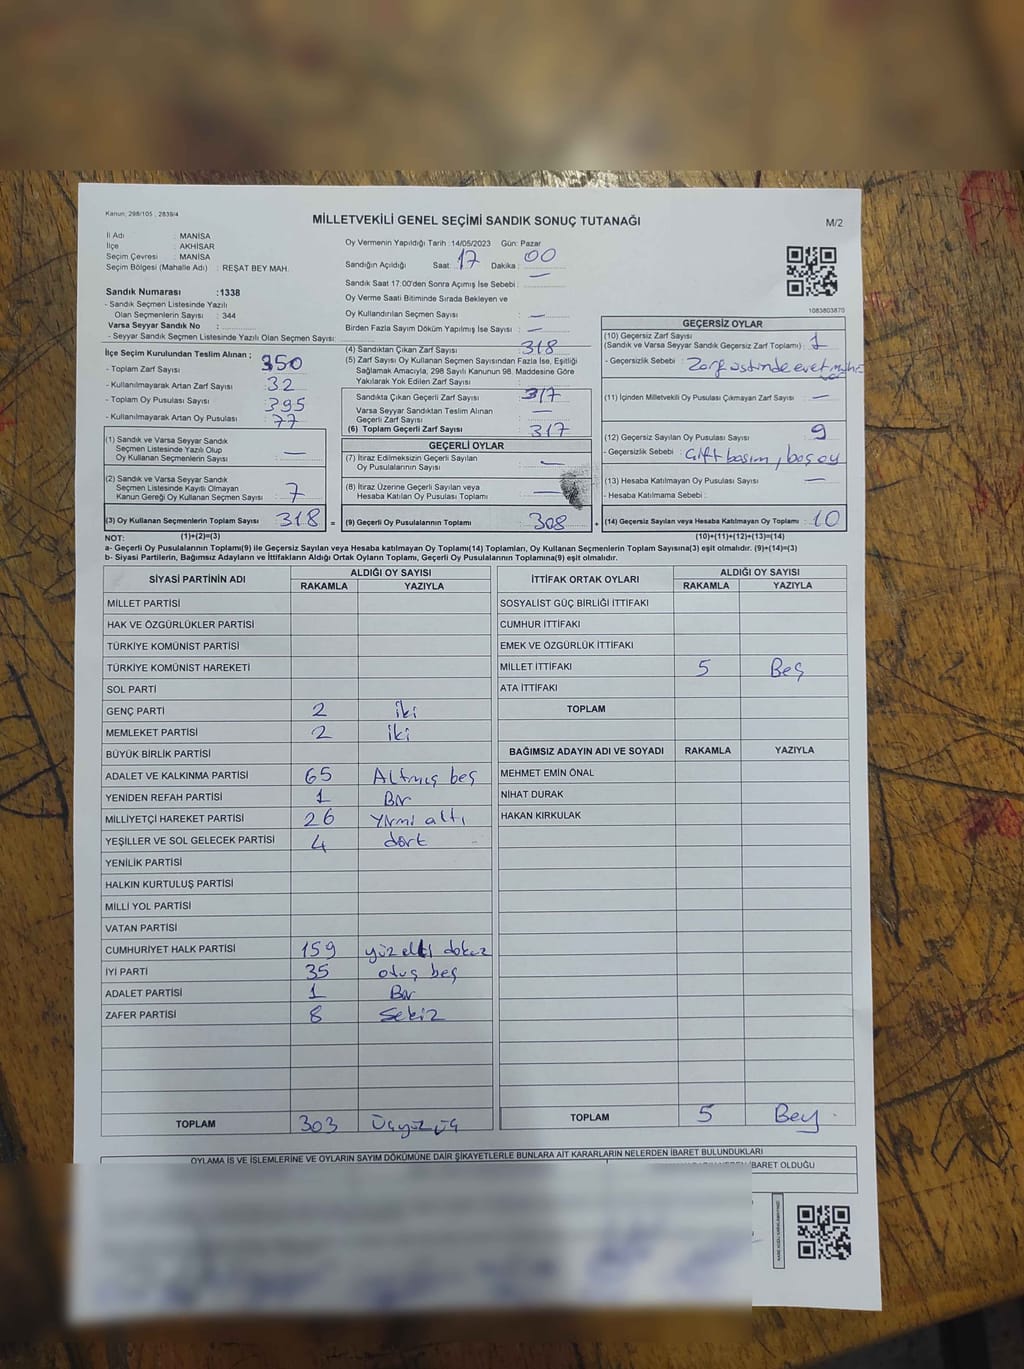 Kanun; 298/105 , 2839/4
MİLLETVEKİLİ GENEL SEÇİMİ SANDIK SONUÇ TUTANAĞI
M/2
İl Adı : MANİSA
İlçe : AKHİSAR
Seçim Çevresi : MANİSA
Seçim Bölgesi (Mahalle Adı) : REŞAT BEY MAH.
Sandık Numarası :1338
- Sandık Seçmen Listesinde Yazılı
Olan Seçmenlerin Sayısı : 344
Varsa Seyyar Sandık No :
- Seyyar Sandık Seçmen Listesinde Yazılı Olan Seçmen Sayısı:
Oy Vermenin Yapıldığı Tarih :14/05/2023 Gün: Pazar
Sandığın Açıldığı Saat: 17 Dakika : 00
Sandık Saat 17:00'den Sonra Açılmış İse Sebebi : —
Oy Verme Saati Bitiminde Sırada Bekleyen ve
Oy Kullandırılan Seçmen Sayısı : —
Birden Fazla Sayım Döküm Yapılmış İse Sayısı : —
1083803870
İlçe Seçim Kurulundan Teslim Alınan ;
- Toplam Zarf Sayısı : 350
- Kullanılmayarak Artan Zarf Sayısı : 32
- Toplam Oy Pusulası Sayısı : 395
- Kullanılmayarak Artan Oy Pusulası : 77
(1) Sandık ve Varsa Seyyar Sandık
Seçmen Listesinde Yazılı Olup
Oy Kullanan Seçmenlerin Sayısı : —
(2) Sandık ve Varsa Seyyar Sandık
Seçmen Listesinde Kayıtlı Olmayan
Kanun Gereği Oy Kullanan Seçmen Sayısı : 7
(3) Oy Kullanan Seçmenlerin Toplam Sayısı : 318 =
(4) Sandıktan Çıkan Zarf Sayısı : 318
(5) Zarf Sayısı Oy Kullanan Seçmen Sayısından Fazla İse, Eşitliği
Sağlamak Amacıyla, 298 Sayılı Kanunun 98. Maddesine Göre
Yakılarak Yok Edilen Zarf Sayısı :
Sandıkta Çıkan Geçerli Zarf Sayısı : 317
Varsa Seyyar Sandıktan Teslim Alınan
Geçerli Zarf Sayısı : —
(6) Toplam Geçerli Zarf Sayısı : 317
GEÇERLİ OYLAR
(7) İtiraz Edilmeksizin Geçerli Sayılan
Oy Pusulalarının Sayısı : —
(8) İtiraz Üzerine Geçerli Sayılan veya
Hesaba Katılan Oy Pusulası Toplamı : —
(9) Geçerli Oy Pusulalarının Toplamı : 308 +
GEÇERSİZ OYLAR
(10) Geçersiz Zarf Sayısı
(Sandık ve Varsa Seyyar Sandık Geçersiz Zarf Toplamı) : 1
- Geçersizlik Sebebi : Zarf üstünde evet
(11) İçinden Milletvekili Oy Pusulası Çıkmayan Zarf Sayısı : —
(12) Geçersiz Sayılan Oy Pusulası Sayısı : 9
- Geçersizlik Sebebi : Çift basım, boş oy
(13) Hesaba Katılmayan Oy Pusulası Sayısı : —
- Hesaba Katılmama Sebebi :
(14) Geçersiz Sayılan veya Hesaba Katılmayan Oy Toplamı : 10
NOT: (1)+(2)=(3)
(10)+(11)+(12)+(13)=(14)
a- Geçerli Oy Pusulalarının Toplamı(9) ile Geçersiz Sayılan veya Hesaba katılmayan Oy Toplamı(14) Toplamları, Oy Kullanan Seçmenlerin Toplam Sayısına(3) eşit olmalıdır. (9)+(14)=(3)
b- Siyasi Partilerin, Bağımsız Adayların ve İttifakların Aldığı Ortak Oyların Toplamı, Geçerli Oy Pusulalarının Toplamına(9) eşit olmalıdır.
SİYASİ PARTİNİN ADI ALDIĞI OY SAYISI
RAKAMLA YAZIYLA
MİLLET PARTİSİ
HAK VE ÖZGÜRLÜKLER PARTİSİ
TÜRKİYE KOMÜNİST PARTİSİ
TÜRKİYE KOMÜNİST HAREKETİ
SOL PARTİ
GENÇ PARTİ 2 iki
MEMLEKET PARTİSİ 2 iki
BÜYÜK BİRLİK PARTİSİ
ADALET VE KALKINMA PARTİSİ 65 Altmış beş
YENİDEN REFAH PARTİSİ 1 Bir
MİLLİYETÇİ HAREKET PARTİSİ 26 yirmi altı
YEŞİLLER VE SOL GELECEK PARTİSİ 4 dört
YENİLİK PARTİSİ
HALKIN KURTULUŞ PARTİSİ
MİLLİ YOL PARTİSİ
VATAN PARTİSİ
CUMHURİYET HALK PARTİSİ 159 yüz elli dokuz
İYİ PARTİ 35 otuz beş
ADALET PARTİSİ 1 Bir
ZAFER PARTİSİ 8 Sekiz
TOPLAM 303 Üçyüz üç
İTTİFAK ORTAK OYLARI ALDIĞI OY SAYISI
RAKAMLA YAZIYLA
SOSYALİST GÜÇ BİRLİĞİ İTTİFAKI
CUMHUR İTTİFAKI
EMEK VE ÖZGÜRLÜK İTTİFAKI
MİLLET İTTİFAKI 5 Beş
ATA İTTİFAKI
TOPLAM
BAĞIMSIZ ADAYIN ADI VE SOYADI RAKAMLA YAZIYLA
MEHMET EMİN ÖNAL
NİHAT DURAK
HAKAN KIRKULAK
TOPLAM 5 Beş
OYLAMA İŞ VE İŞLEMLERİNE VE OYLARIN SAYIM DÖKÜMÜNE DAİR ŞİKAYETLERLE BUNLARA AİT KARARLARIN NELERDEN İBARET BULUNDUKLARI
İBARET OLDUĞU